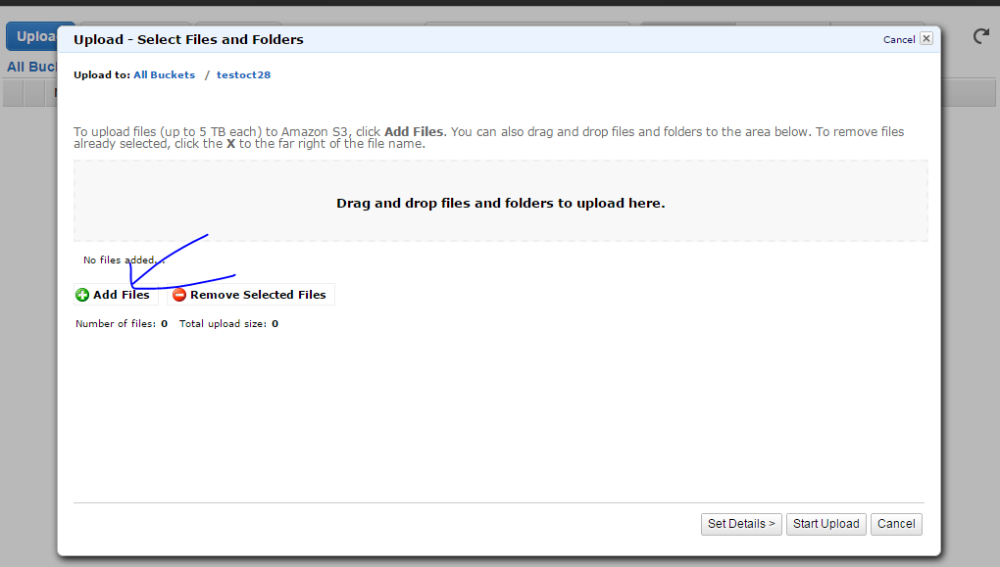 Uploa
Upload - Select Files and Folders
Cancel
All Buc
Upload to: All Buckets / testoct28
To upload files (up to 5 TB each) to Amazon S3, click Add Files. You can also drag and drop files and folders to the area below. To remove files
already selected, click the X to the far right of the file name.
Drag and drop files and folders to upload here.
No files added...
Add Files Remove Selected Files
Number of files: 0 Total upload size: 0
Set Details > Start Upload Cancel